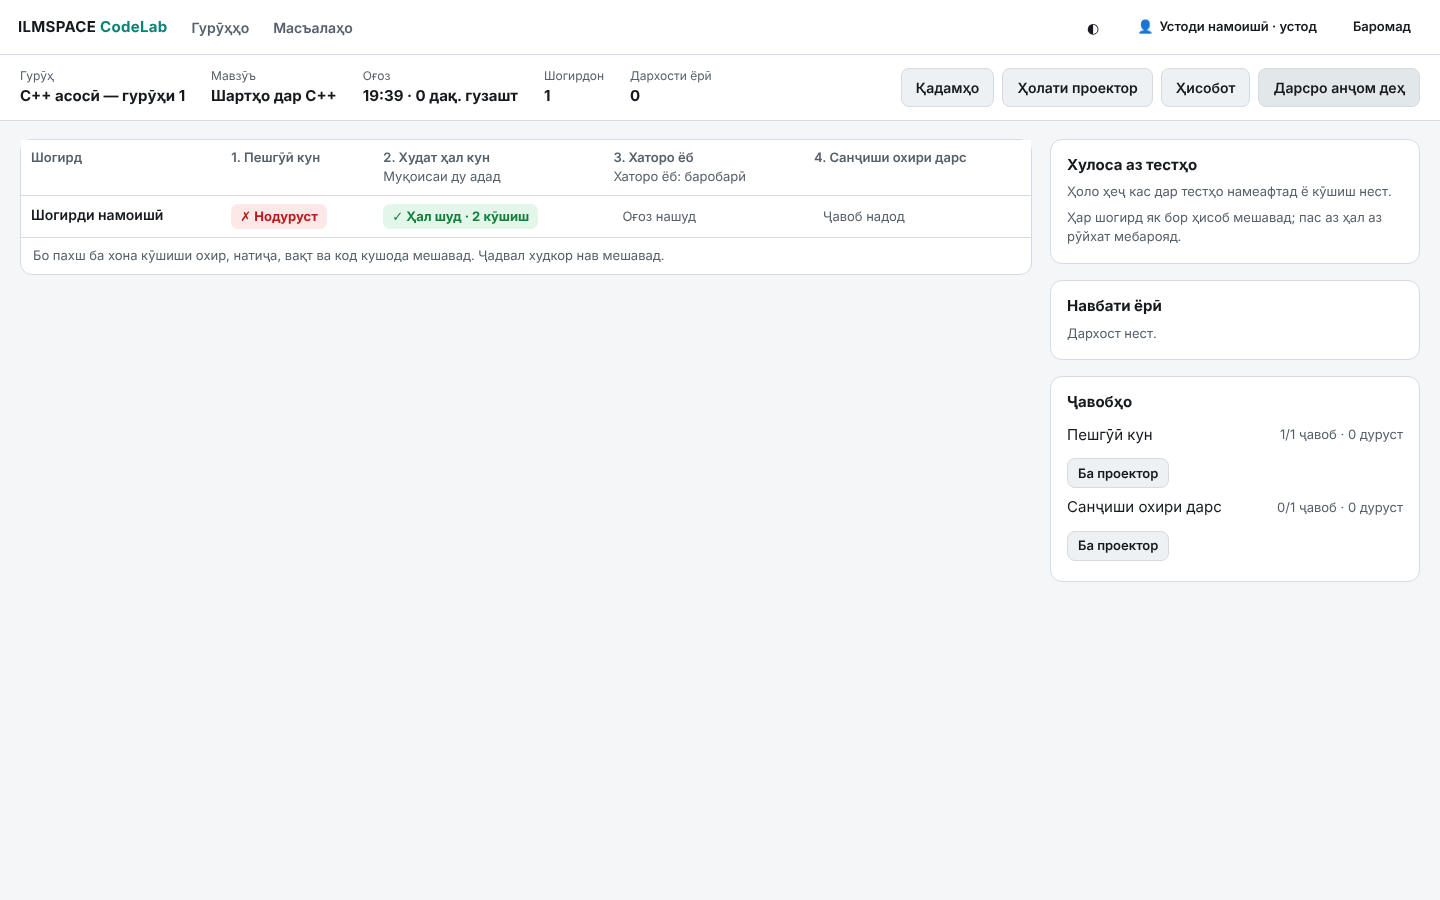 ILMSPACE CodeLab
Гурӯҳҳо
Масъалаҳо
Устоди намоишӣ · устод
Баромад
Гурӯҳ
C++ асосӣ — гурӯҳи 1
Мавзӯъ
Шартҳо дар C++
Оғоз
19:39 · 0 дақ. гузашт
Шогирдон
1
Дархости ёрӣ
0
Қадамҳо
Ҳолати проектор
Ҳисобот
Дарсро анҷом деҳ
Шогирд
1. Пешгӯӣ кун
2. Худат ҳал кун
Муқоисаи ду адад
3. Хаторо ёб
Хаторо ёб: баробарӣ
4. Санҷиши охири дарс
Шогирди намоишӣ
✗ Нодуруст
✓ Ҳал шуд · 2 кӯшиш
Оғоз нашуд
Ҷавоб надод
Бо пахш ба хона кӯшиши охир, натиҷа, вақт ва код кушода мешавад. Ҷадвал худкор нав мешавад.
Хулоса аз тестҳо
Ҳоло ҳеҷ кас дар тестҳо намеафтад ё кӯшиш нест.
Ҳар шогирд як бор ҳисоб мешавад; пас аз ҳал аз
рӯйхат мебарояд.
Навбати ёрӣ
Дархост нест.
Ҷавобҳо
Пешгӯӣ кун
1/1 ҷавоб · 0 дуруст
Ба проектор
Санҷиши охири дарс
0/1 ҷавоб · 0 дуруст
Ба проектор